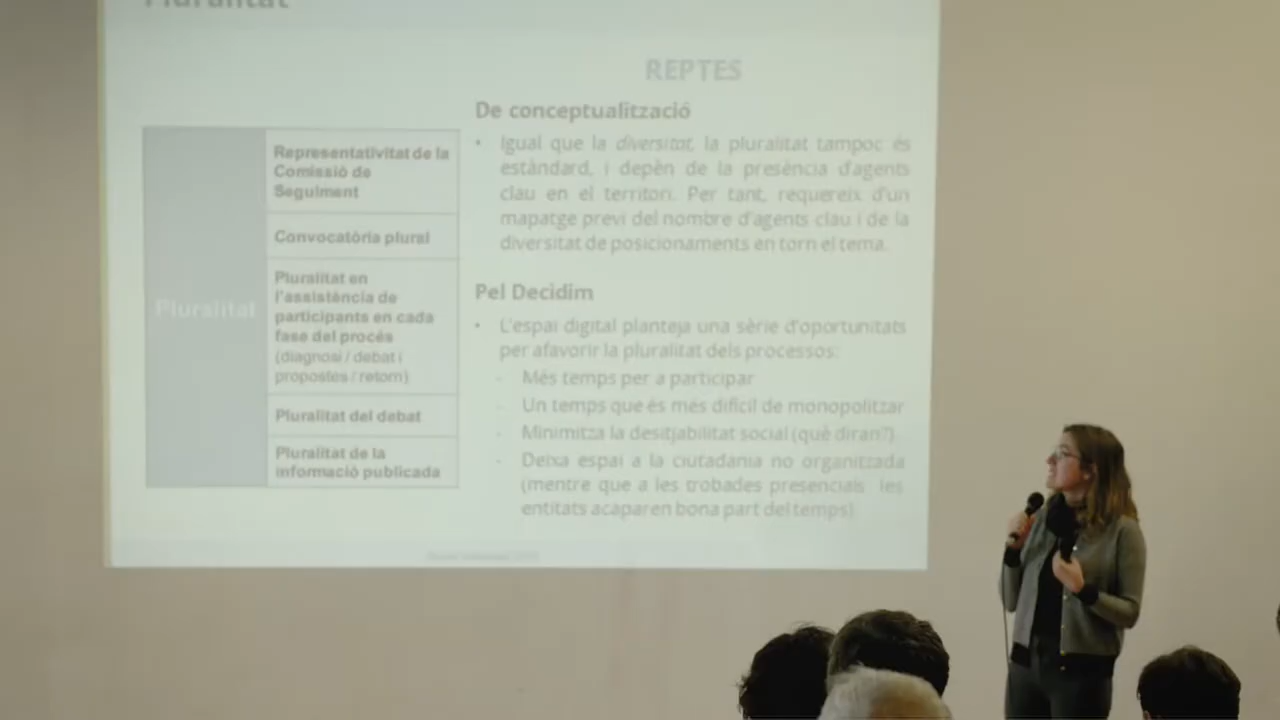 Pluralitat
REPTES
De conceptualització
Pluralitat
Representativitat de la
Comissió de
Seguiment
Convocatòria plural
Pluralitat en
l'assistència de
participants en cada
fase del procés
(diagnosi / debat i
propostes / retorn)
Pluralitat del debat
Pluralitat de la
informació publicada
• Igual que la diversitat, la pluralitat tampoc és
estàndard, i depèn de la presència d'agents
clau en el territori. Per tant, requereix d'un
mapatge previ del nombre d'agents clau i de la
diversitat de posicionaments en torn el tema.
Pel Decidim
• L'espai digital planteja una sèrie d'oportunitats
per afavorir la pluralitat dels processos:
- Més temps per a participar
- Un temps que és més difícil de monopolitzar
- Minimitza la desitjabilitat social (què diran?)
- Deixa espai a la ciutadania no organitzada
(mentre que a les trobades presencials les
entitats acaparen bona part del temps).